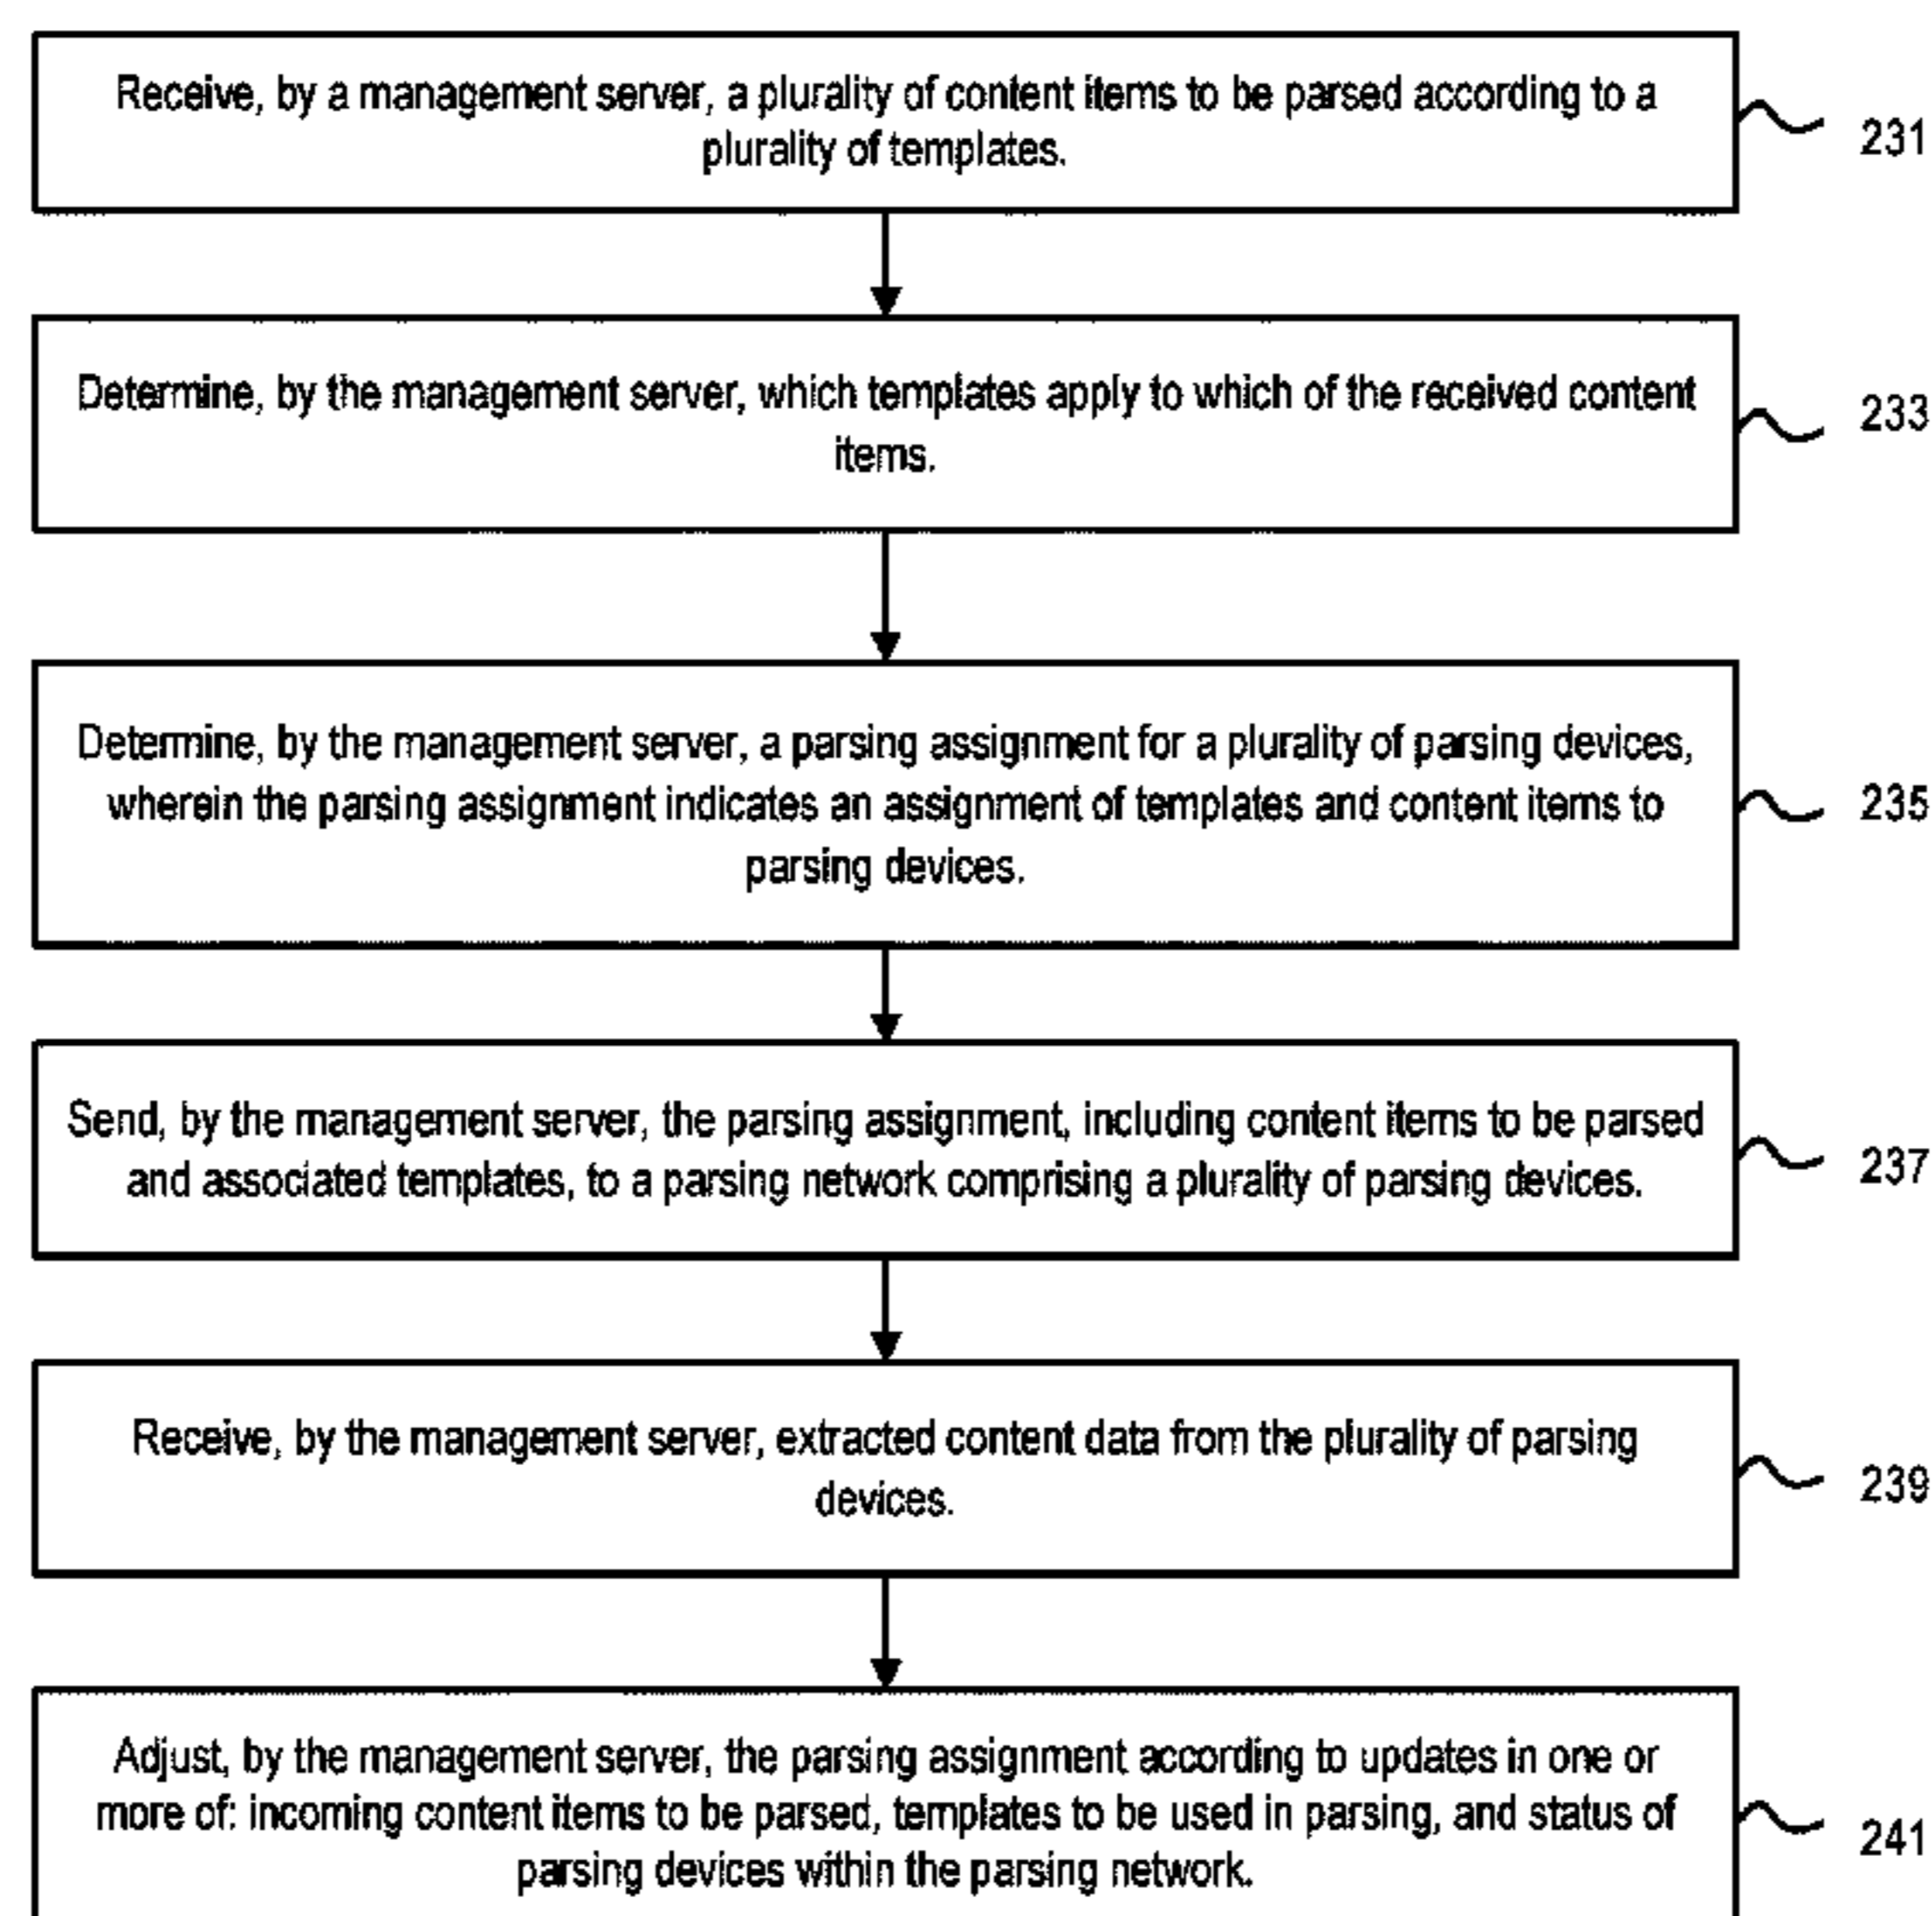 Receive, by a management server, a plurality of content items to be parsed according to a
plurality of templates.
231
Determine, by the management server, which templates apply to which of the received content
items.
233
Determine, by the management server, a parsing assignment for a plurality of parsing devices,
wherein the parsing assignment indicates an assignment of templates and content items to
parsing devices.
235
Send, by the management server, the parsing assignment, including content items to be parsed
and associated templates, to a parsing network comprising a plurality of parsing devices.
237
Receive, by the management server, extracted content data from the plurality of parsing
devices.
239
Adjust, by the management server, the parsing assignment according to updates in one or
more of: incoming content items to be parsed, templates to be used in parsing, and status of
parsing devices within the parsing network.
241